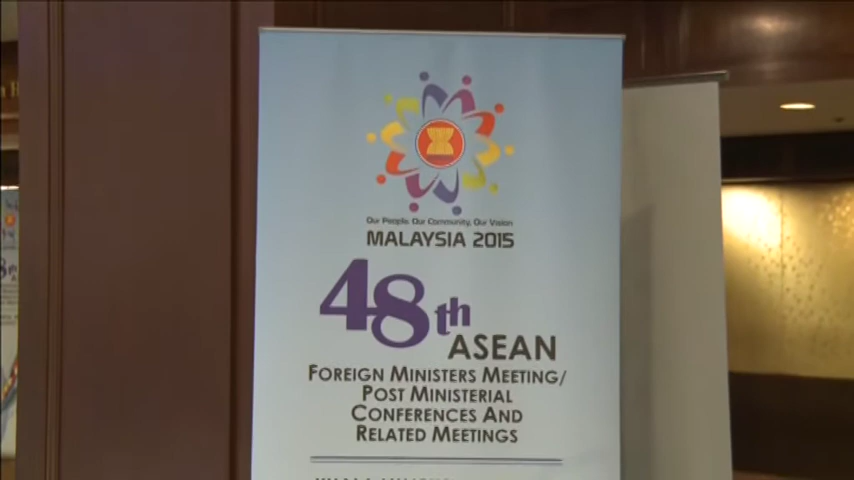 Our People, Our Community, Our Vision
MALAYSIA 2015
48th
ASEAN
FOREIGN MINISTERS MEETING/
POST MINISTERIAL
CONFERENCES AND
RELATED MEETINGS